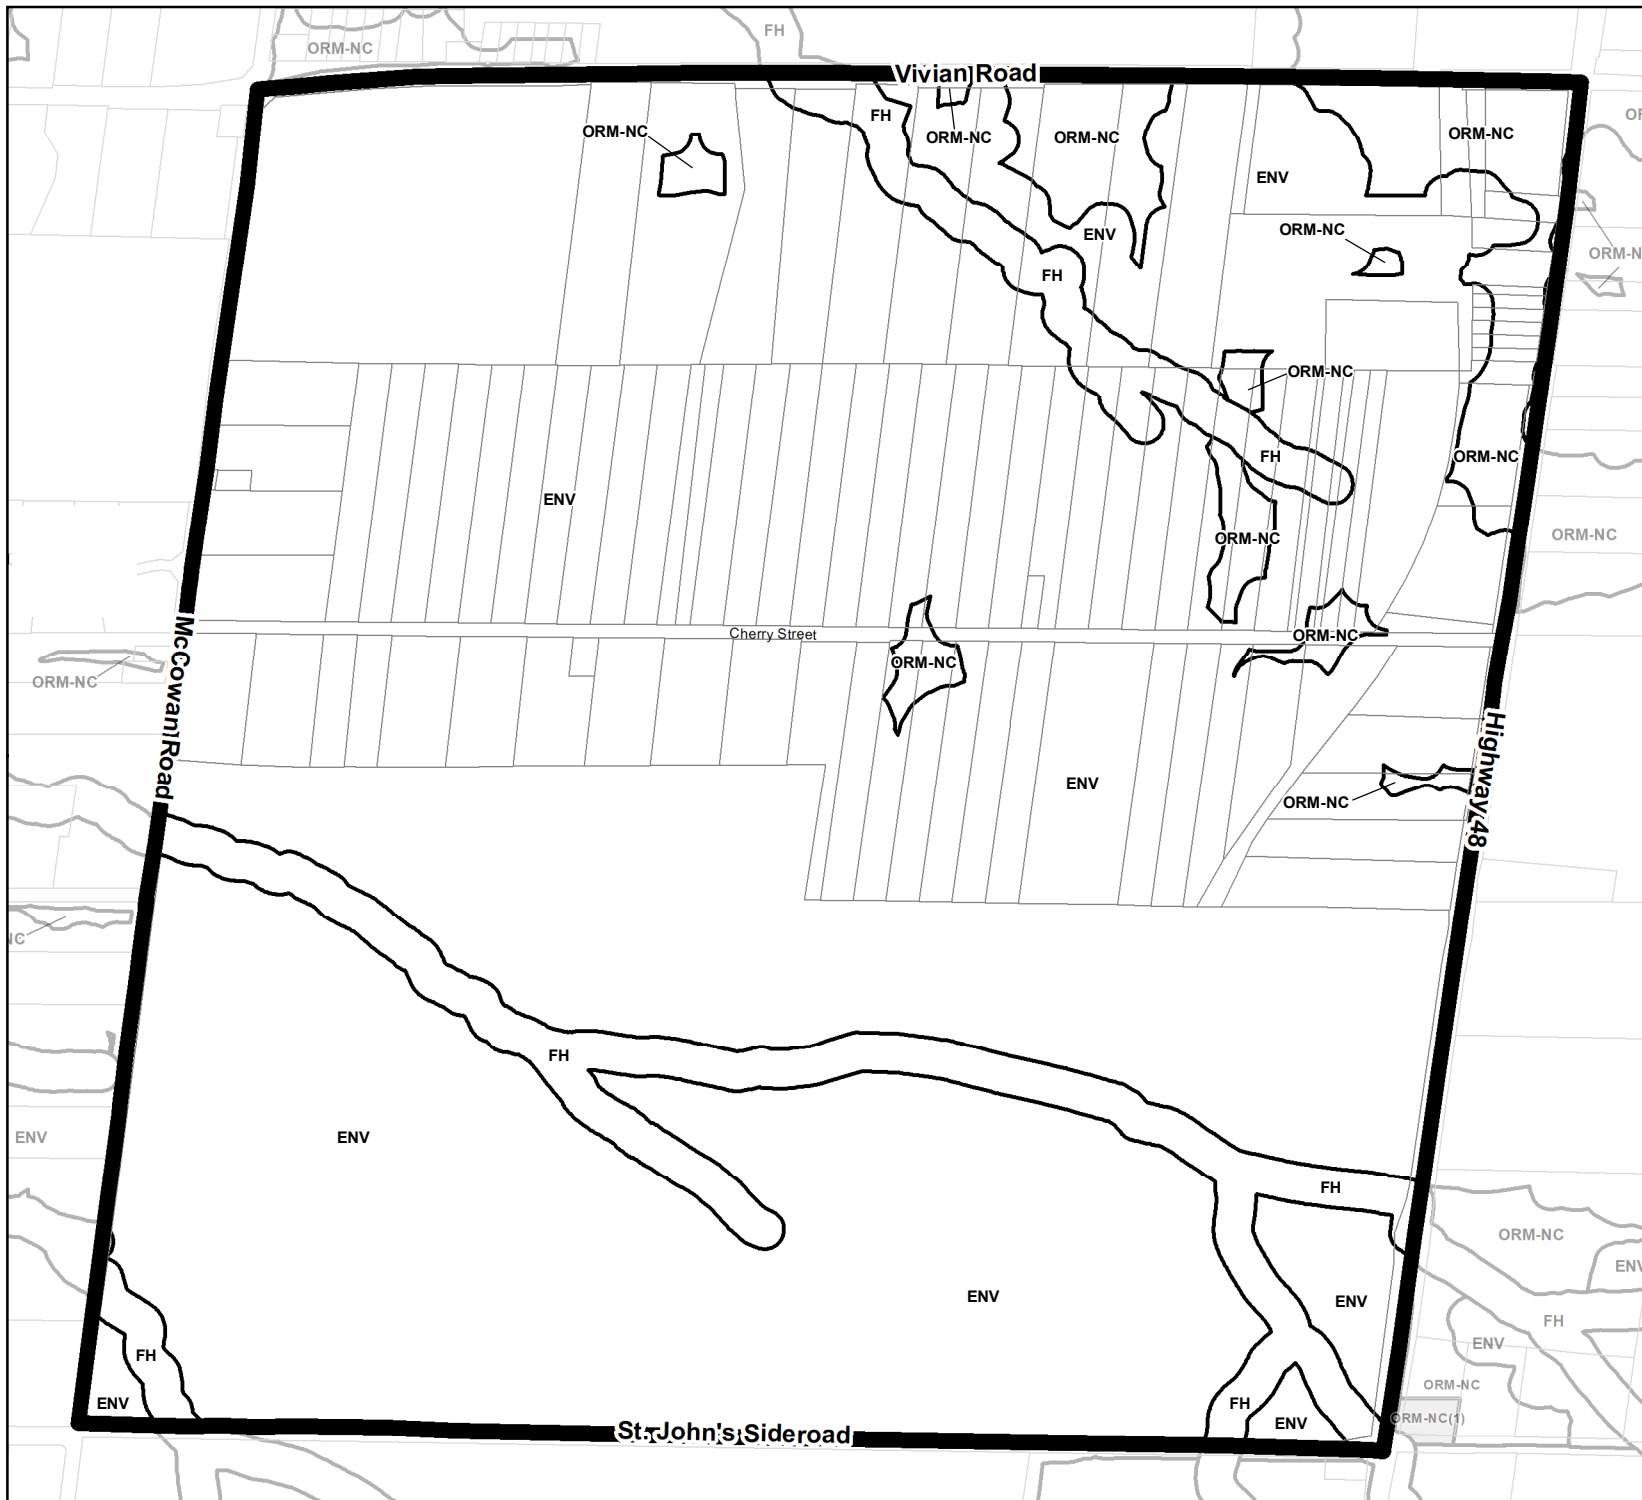 FH
ORM-NC
Vivian Road
FH
ORM-NC
ORM-NC
ORM-NC
ORM-NC
ENV
ORM-NC
ENV
FH
ORM-NC
ORM-NC
FH
ORM-NC
ENV
ORM-NC
ORM-NC
Cherry Street
ORM-NC
ORM-NC
ORM-NC
McCowan Road
Highway 48
ENV
ORM-NC
FH
ENV
ENV
FH
ORM-NC
ENV
ENV
ENV
FH
ENV
FH
ORM-NC
ENV
FH
ENV
ORM-NC(1)
St. John's Sideroad